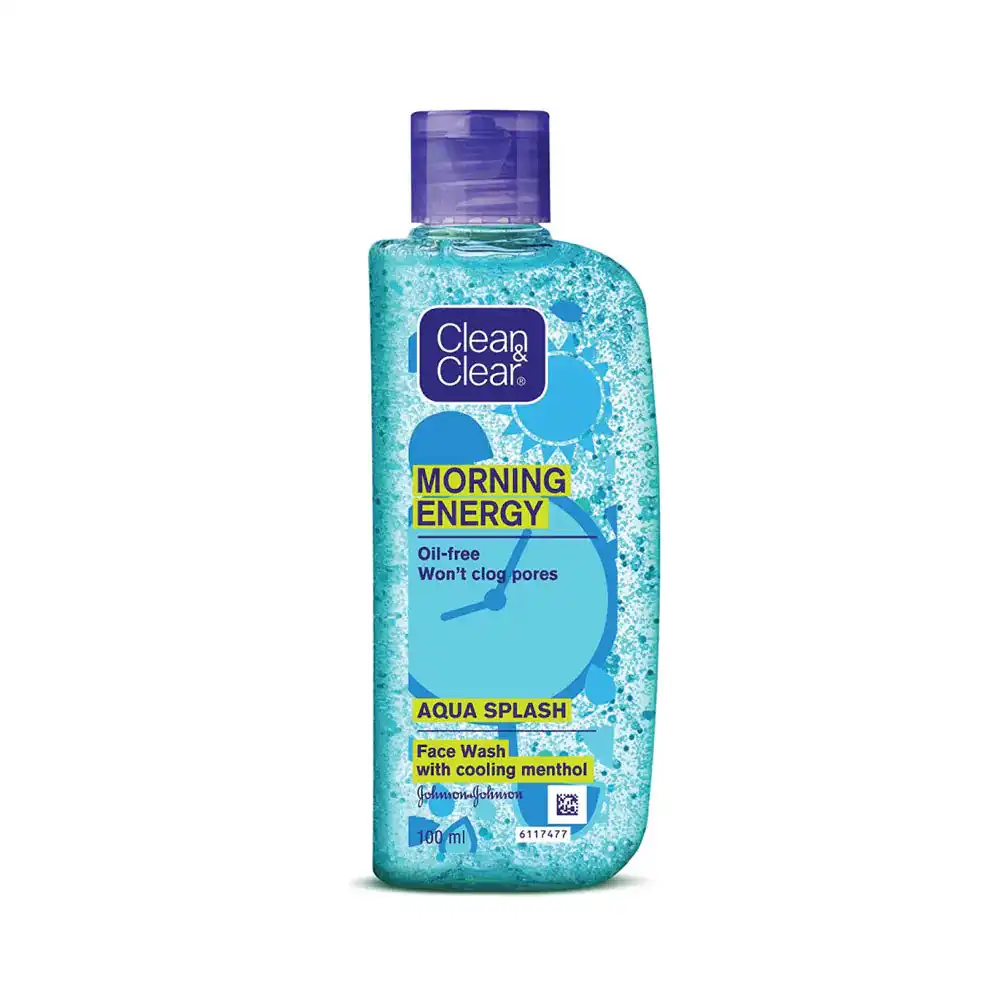 Clean
&
Clear®
MORNING
ENERGY
Oil-free
Won't clog pores
AQUA SPLASH
Face Wash
with cooling menthol
Johnson & Johnson
100 ml
6117477